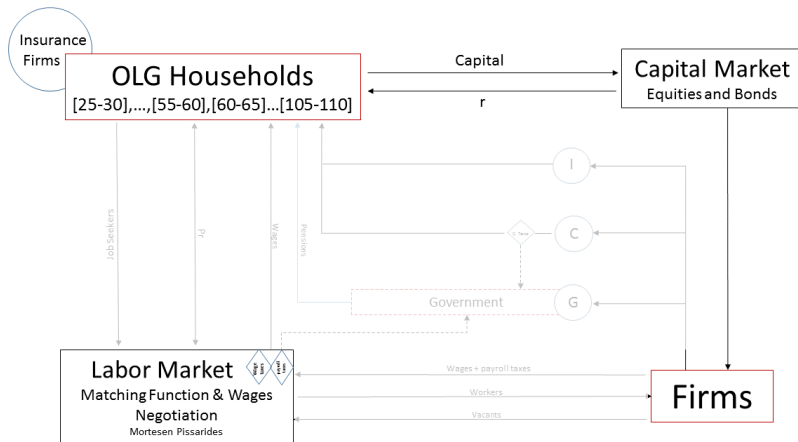 Insurance
Firms
OLG Households
[25-30],...,[55-60],[60-65]...[105-110]
Capital
r
Capital Market
Equities and Bonds
I
C
G
Government
Job Seekers
Pr
Wages
Pensions
Labor Market
Matching Function & Wages
Negotiation
Mortesen Pissarides
Wage
taxes
Wages + payroll taxes
Workers
Vacants
Firms